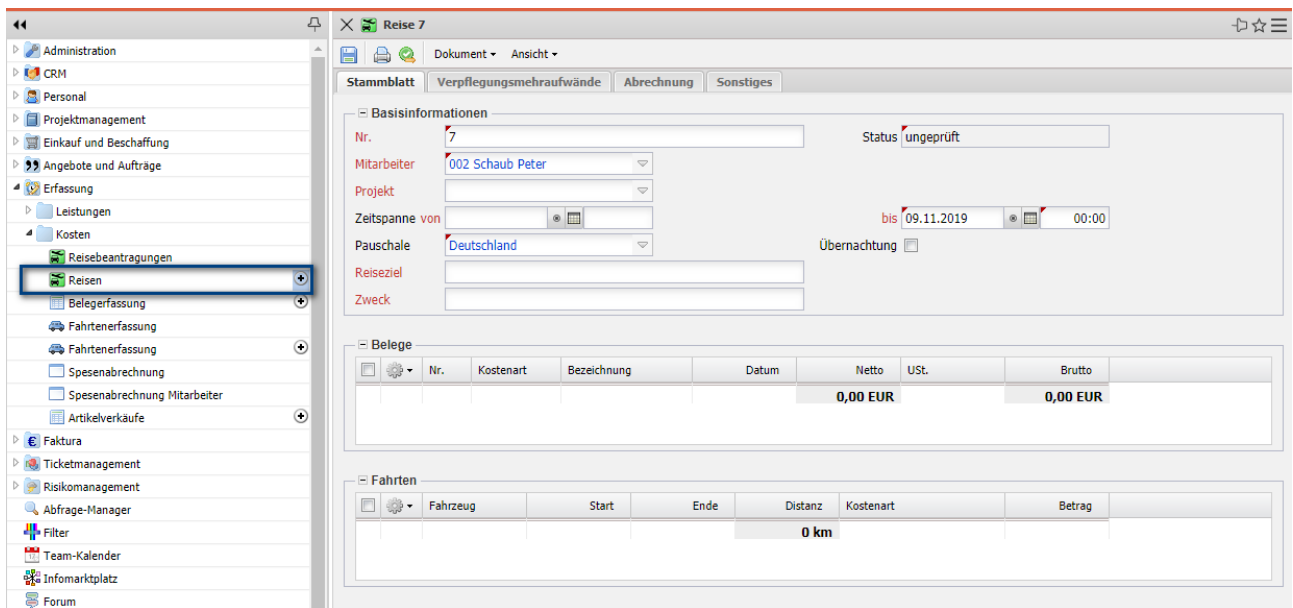 Administration
CRM
Personal
Projektmanagement
Einkauf und Beschaffung
Angebote und Aufträge
Erfassung
Leistungen
Kosten
Reisebeantragungen
Reisen
Belegerfassung
Fahrtenerfassung
Fahrtenerfassung
Spesenabrechnung
Spesenabrechnung Mitarbeiter
Artikelverkäufe
Faktura
Ticketmanagement
Risikomanagement
Abfrage-Manager
Filter
Team-Kalender
Infomarktplatz
Forum
Reise 7
Dokument Ansicht
Stammblatt Verpflegungsmehraufwände Abrechnung Sonstiges
Basisinformationen
Nr. 7 Status ungeprüft
Mitarbeiter 002 Schaub Peter
Projekt
Zeitspanne von bis 09.11.2019 00:00
Pauschale Deutschland Übernachtung
Reiseziel
Zweck
Belege
Nr. Kostenart Bezeichnung Datum Netto USt. Brutto
0,00 EUR 0,00 EUR
Fahrten
Fahrzeug Start Ende Distanz Kostenart Betrag
0 km